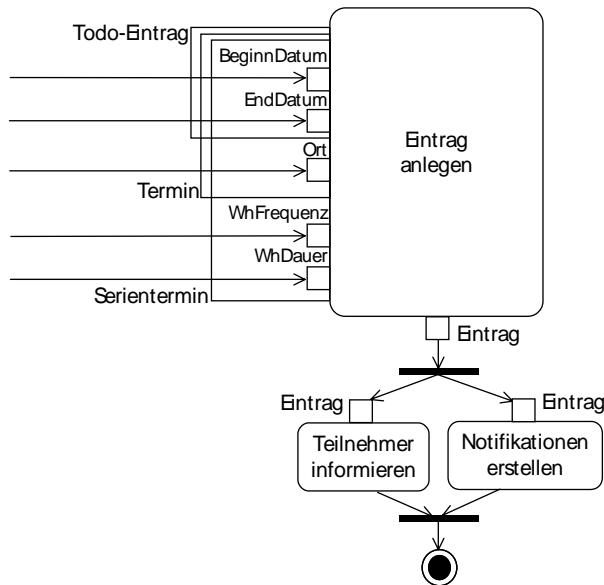 Todo-Eintrag
BeginnDatum
EndDatum
Ort
Termin
WhFrequenz
WhDauer
Serientermin
Eintrag
anlegen
Eintrag
Eintrag
Eintrag
Teilnehmer
informieren
Notifikationen
erstellen